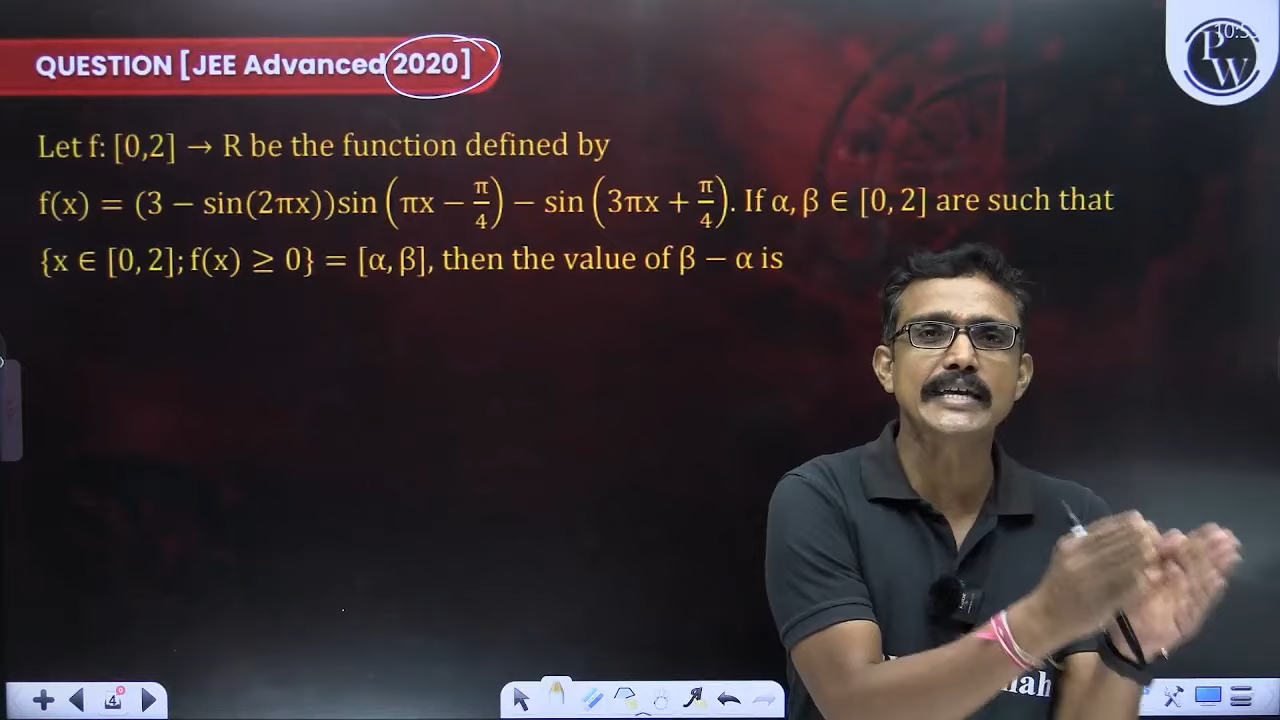 QUESTION [JEE Advanced 2020]
Let f: [0,2] → R be the function defined by
f(x) = (3 − sin(2πx))sin (πx − π/4) − sin (3πx + π/4). If α, β ∈ [0, 2] are such that
{x ∈ [0, 2]; f(x) ≥ 0} = [α, β], then the value of β − α is
PW
4